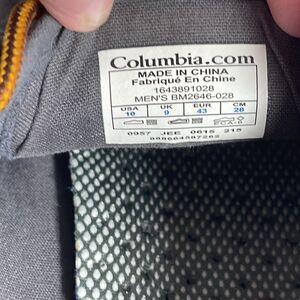 Columbia.com
MADE IN CHINA
Fabriqué En Chine
1643891028
MEN'S BM2646-028
USA UK EUR CM
10 9 43 28
0957 JEE 0615 215